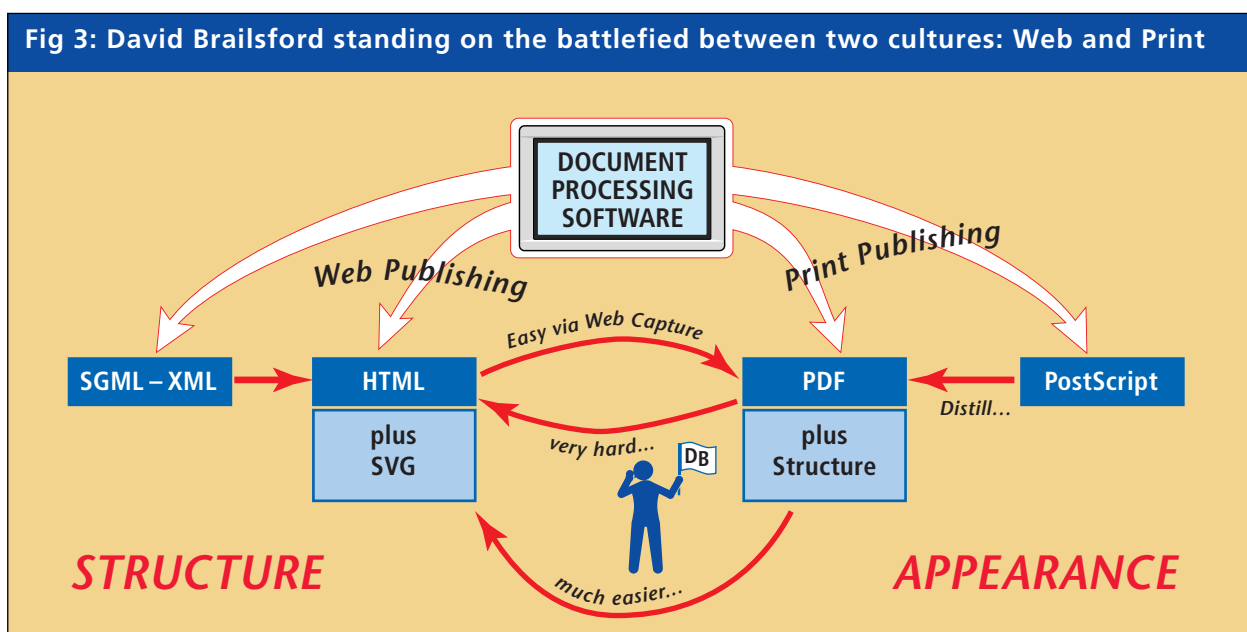 Fig 3: David Brailsford standing on the battlefied between two cultures: Web and Print
DOCUMENT
PROCESSING
SOFTWARE
Web Publishing
Print Publishing
Easy via Web Capture
SGML – XML
HTML
PDF
PostScript
Distill...
plus
SVG
very hard...
DB
plus
Structure
STRUCTURE
much easier...
APPEARANCE